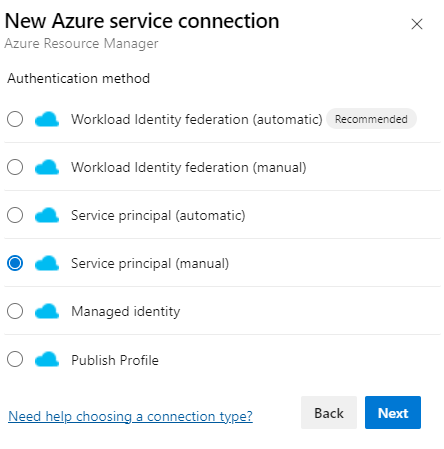 New Azure service connection
Azure Resource Manager
Authentication method
Workload Identity federation (automatic) Recommended
Workload Identity federation (manual)
Service principal (automatic)
Service principal (manual)
Managed identity
Publish Profile
Need help choosing a connection type? Back Next